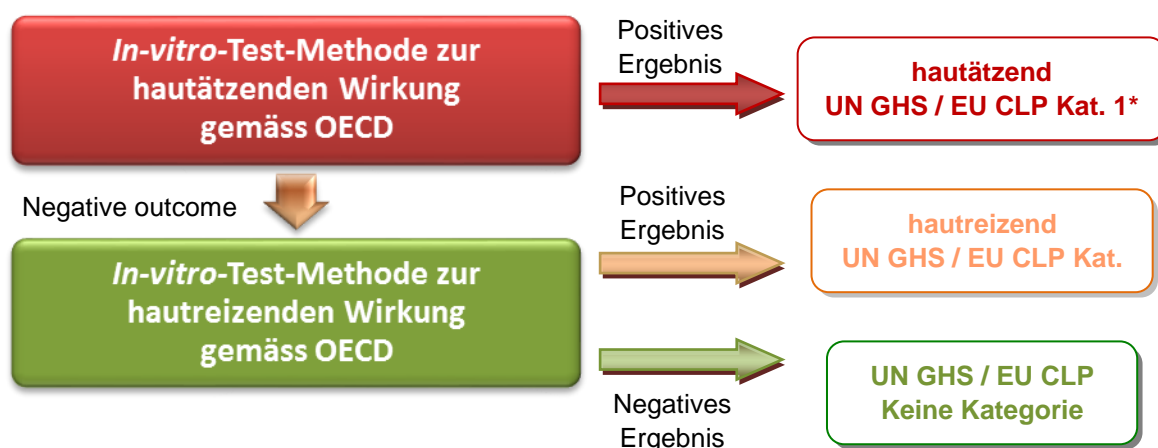 In-vitro-Test-Methode zur
hautätzenden Wirkung
gemäss OECD
Positives
Ergebnis
hautätzend
UN GHS / EU CLP Kat. 1*
Negative outcome
In-vitro-Test-Methode zur
hautreizenden Wirkung
gemäss OECD
Positives
Ergebnis
hautreizend
UN GHS / EU CLP Kat.
Negatives
Ergebnis
UN GHS / EU CLP
Keine Kategorie